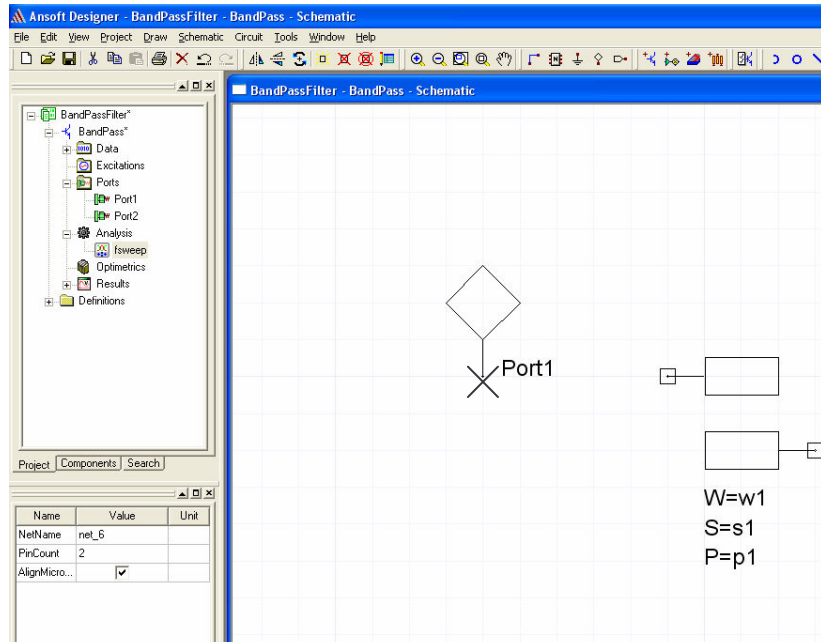 Ansoft Designer - BandPassFilter - BandPass - Schematic
File Edit View Project Draw Schematic Circuit Tools Window Help
BandPassFilter - BandPass - Schematic
BandPassFilter*
BandPass*
Data
Excitations
Ports
Port1
Port2
Analysis
fsweep
Optimetrics
Results
Definitions
Project Components Search
Name Value Unit
NetName net_6
PinCount 2
AlignMicro...
Port1
W=w1
S=s1
P=p1